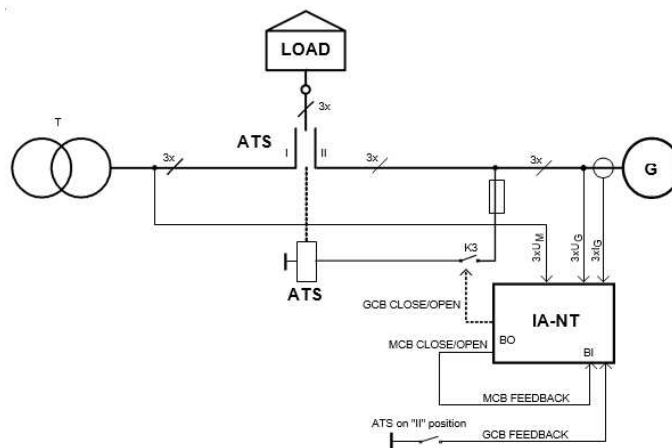 LOAD
3x
T
ATS
I
II
3x
3x
3x
G
K3
3xUM
3xUG
3xIG
ATS
GCB CLOSE/OPEN
IA-NT
MCB CLOSE/OPEN
BO
BI
MCB FEEDBACK
ATS on "II" position
GCB FEEDBACK